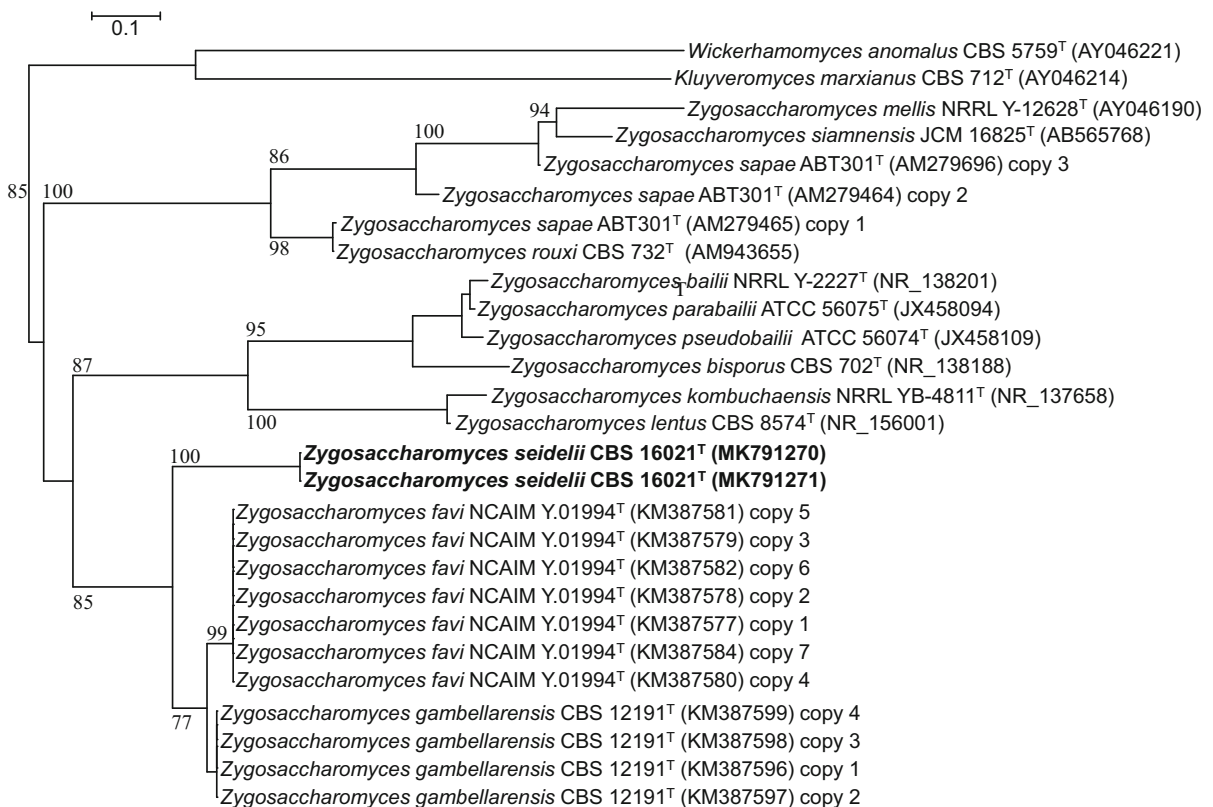 0.1
Wickerhamomyces anomalus CBS 5759ᵀ (AY046221)
Kluyveromyces marxianus CBS 712ᵀ (AY046214)
94
Zygosaccharomyces mellis NRRL Y-12628ᵀ (AY046190)
100
Zygosaccharomyces siamnensis JCM 16825ᵀ (AB565768)
86
Zygosaccharomyces sapae ABT301ᵀ (AM279696) copy 3
85
100
Zygosaccharomyces sapae ABT301ᵀ (AM279464) copy 2
Zygosaccharomyces sapae ABT301ᵀ (AM279465) copy 1
98
Zygosaccharomyces rouxi CBS 732ᵀ (AM943655)
Zygosaccharomyces bailii NRRL Y-2227ᵀ (NR_138201)
T
Zygosaccharomyces parabailii ATCC 56075ᵀ (JX458094)
95
Zygosaccharomyces pseudobailii ATCC 56074ᵀ (JX458109)
87
Zygosaccharomyces bisporus CBS 702ᵀ (NR_138188)
Zygosaccharomyces kombuchaensis NRRL YB-4811ᵀ (NR_137658)
100
Zygosaccharomyces lentus CBS 8574ᵀ (NR_156001)
100
Zygosaccharomyces seidelii CBS 16021ᵀ (MK791270)
Zygosaccharomyces seidelii CBS 16021ᵀ (MK791271)
Zygosaccharomyces favi NCAIM Y.01994ᵀ (KM387581) copy 5
Zygosaccharomyces favi NCAIM Y.01994ᵀ (KM387579) copy 3
Zygosaccharomyces favi NCAIM Y.01994ᵀ (KM387582) copy 6
85
Zygosaccharomyces favi NCAIM Y.01994ᵀ (KM387578) copy 2
99
Zygosaccharomyces favi NCAIM Y.01994ᵀ (KM387577) copy 1
Zygosaccharomyces favi NCAIM Y.01994ᵀ (KM387584) copy 7
Zygosaccharomyces favi NCAIM Y.01994ᵀ (KM387580) copy 4
77
Zygosaccharomyces gambellarensis CBS 12191ᵀ (KM387599) copy 4
Zygosaccharomyces gambellarensis CBS 12191ᵀ (KM387598) copy 3
Zygosaccharomyces gambellarensis CBS 12191ᵀ (KM387596) copy 1
Zygosaccharomyces gambellarensis CBS 12191ᵀ (KM387597) copy 2